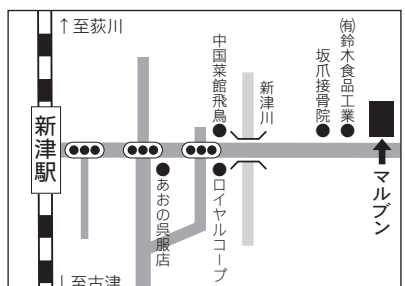 ↑至荻川
中国菜館飛鳥
新津川
坂爪接骨院
㈲鈴木食品工業
新津駅
マルブン
あおの呉服店
ロイヤルコープ
↓至古津